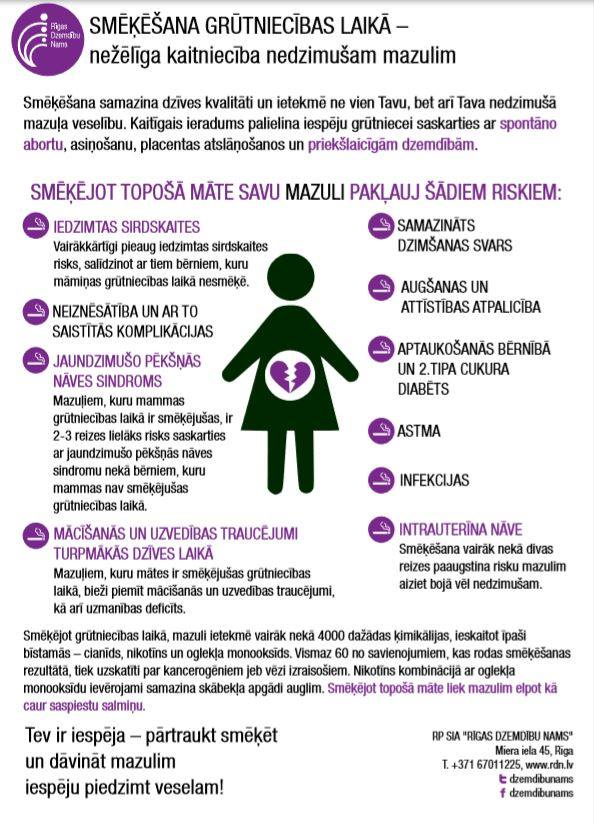 Rīgas
Dzemdību
Nams
SMĒĶĒŠANA GRŪTNIECĪBAS LAIKĀ –
nežēlīga kaitniecība nedzimušam mazulim
Smēķēšana samazina dzīves kvalitāti un ietekmē ne vien Tavu, bet arī Tava nedzimušā
mazuļa veselību. Kaitīgais ieradums palielina iespēju grūtniecei saskarties ar spontāno
abortu, asiņošanu, placentas atslāņošanos un priekšlaicīgām dzemdībām.
SMĒĶĒJOT TOPOŠĀ MĀTE SAVU MAZULI PAKĻAUJ ŠĀDIEM RISKIEM:
IEDZIMTAS SIRDSKAITES
Vairākkārtīgi pieaug iedzimtas sirdskaites
risks, salīdzinot ar tiem bērniem, kuru
māmiņas grūtniecības laikā nesmēķē.
NEIZNĒSĀTĪBA UN AR TO
SAISTĪTĀS KOMPLIKĀCIJAS
JAUNDZIMUŠO PĒKŠŅĀS
NĀVES SINDROMS
Mazuļiem, kuru mammas
grūtniecības laikā ir smēķējušas, ir
2-3 reizes lielāks risks saskarties
ar jaundzimušo pēkšņās nāves
sindromu nekā bērniem, kuru
mammas nav smēķējušas
grūtniecības laikā.
MĀCĪŠANĀS UN UZVEDĪBAS TRAUCĒJUMI
TURPMĀKĀS DZĪVES LAIKĀ
Mazuļiem, kuru mātes ir smēķējušas grūtniecības
laikā, bieži piemīt mācīšanās un uzvedības traucējumi,
kā arī uzmanības deficīts.
SAMAZINĀTS
DZIMŠANAS SVARS
AUGŠANAS UN
ATTĪSTĪBAS ATPALICĪBA
APTAUKOŠANĀS BĒRNĪBĀ
UN 2.TIPA CUKURA
DIABĒTS
ASTMA
INFEKCIJAS
INTRAUTERĪNA NĀVE
Smēķēšana vairāk nekā divas
reizes paaugstina risku mazulim
aiziet bojā vēl nedzimušam.
Smēķējot grūtniecības laikā, mazuli ietekmē vairāk nekā 4000 dažādas ķimikālijas, ieskaitot īpaši
bīstamās – cianīds, nikotīns un oglekļa monooksīds. Vismaz 60 no savienojumiem, kas rodas smēķēšanas
rezultātā, tiek uzskatīti par kancerogēniem jeb vēzi izraisošiem. Nikotīns kombinācijā ar oglekļa
monooksīdu ievērojami samazina skābekļa apgādi auglim. Smēķējot topošā māte liek mazulim elpot kā
caur saspiestu salmiņu.
Tev ir iespēja – pārtraukt smēķēt
un dāvināt mazulim
iespēju piedzimt veselam!
RP SIA "RĪGAS DZEMDĪBU NAMS"
Miera iela 45, Rīga
T. +371 67011225, www.rdn.lv
dzemdibunams
dzemdibunams